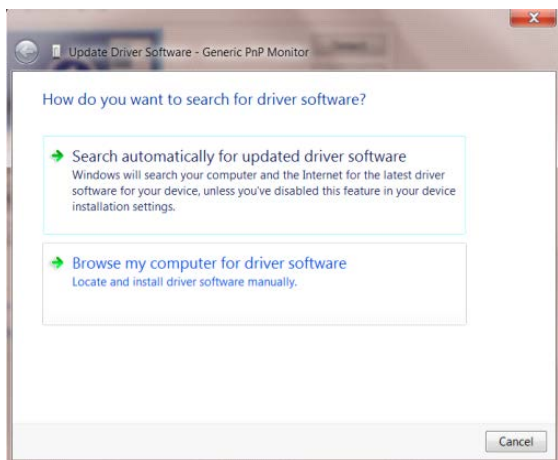 Update Driver Software - Generic PnP Monitor
How do you want to search for driver software?
Search automatically for updated driver software
Windows will search your computer and the Internet for the latest driver
software for your device, unless you've disabled this feature in your device
installation settings.
Browse my computer for driver software
Locate and install driver software manually.
Cancel